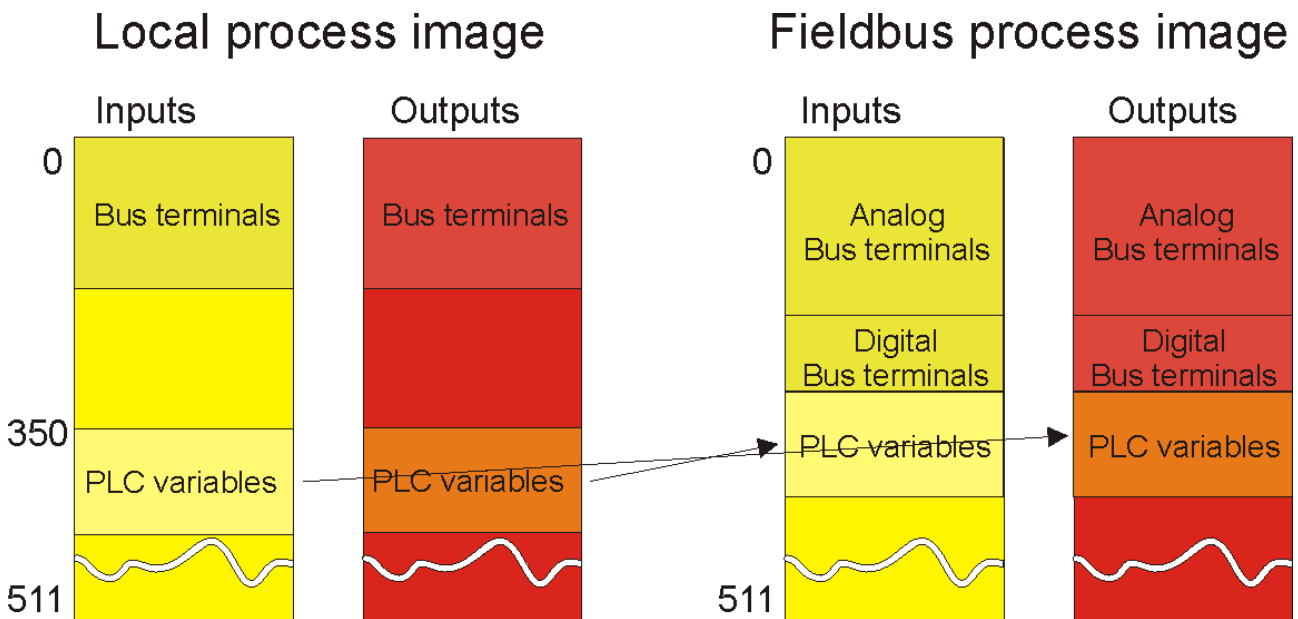 Local process image
Fieldbus process image
Inputs
Outputs
Inputs
Outputs
0
0
Bus terminals
Bus terminals
Analog
Bus terminals
Analog
Bus terminals
Digital
Bus terminals
Digital
Bus terminals
350
PLC variables
PLC variables
PLC variables
PLC variables
511
511